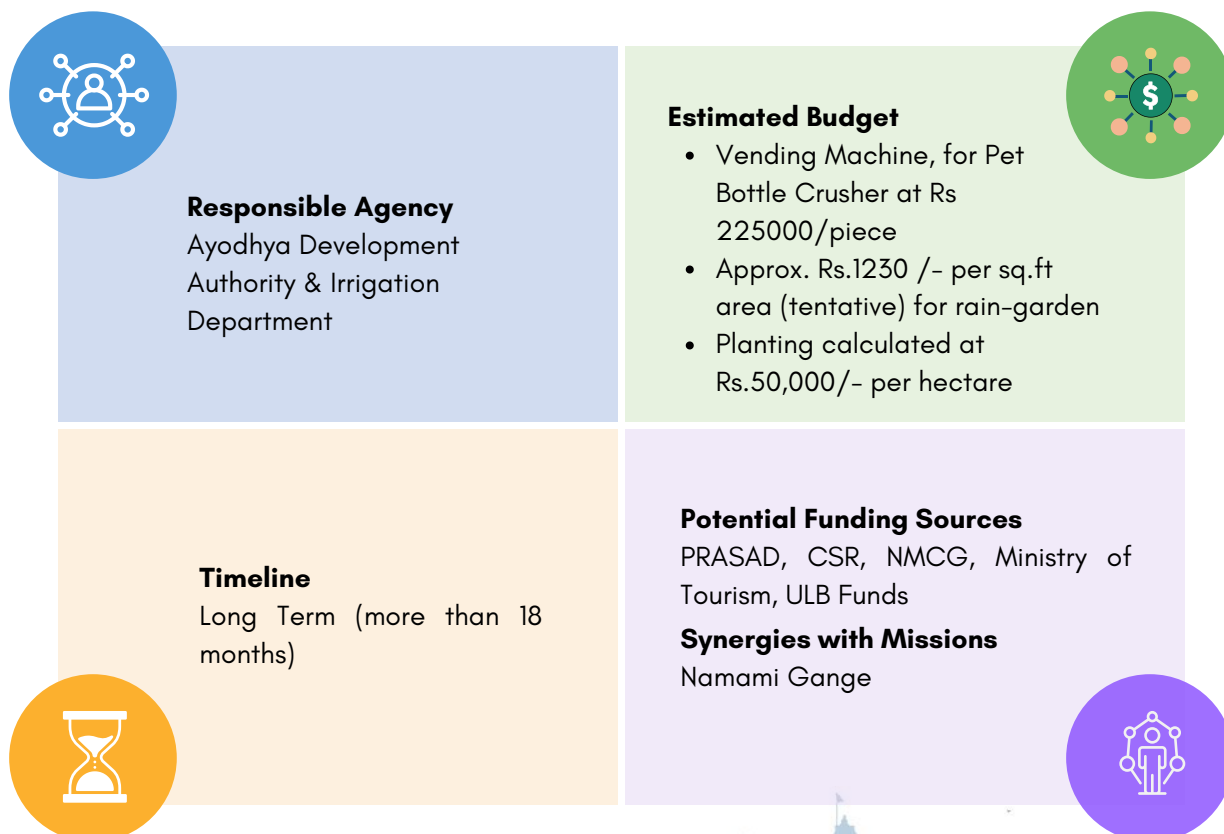 Responsible Agency
Ayodhya Development
Authority & Irrigation
Department
Estimated Budget
• Vending Machine, for Pet
Bottle Crusher at Rs
225000/piece
• Approx. Rs.1230 /- per sq.ft
area (tentative) for rain-garden
• Planting calculated at
Rs.50,000/- per hectare
$
Timeline
Long Term (more than 18
months)
Potential Funding Sources
PRASAD, CSR, NMCG, Ministry of
Tourism, ULB Funds
Synergies with Missions
Namami Gange